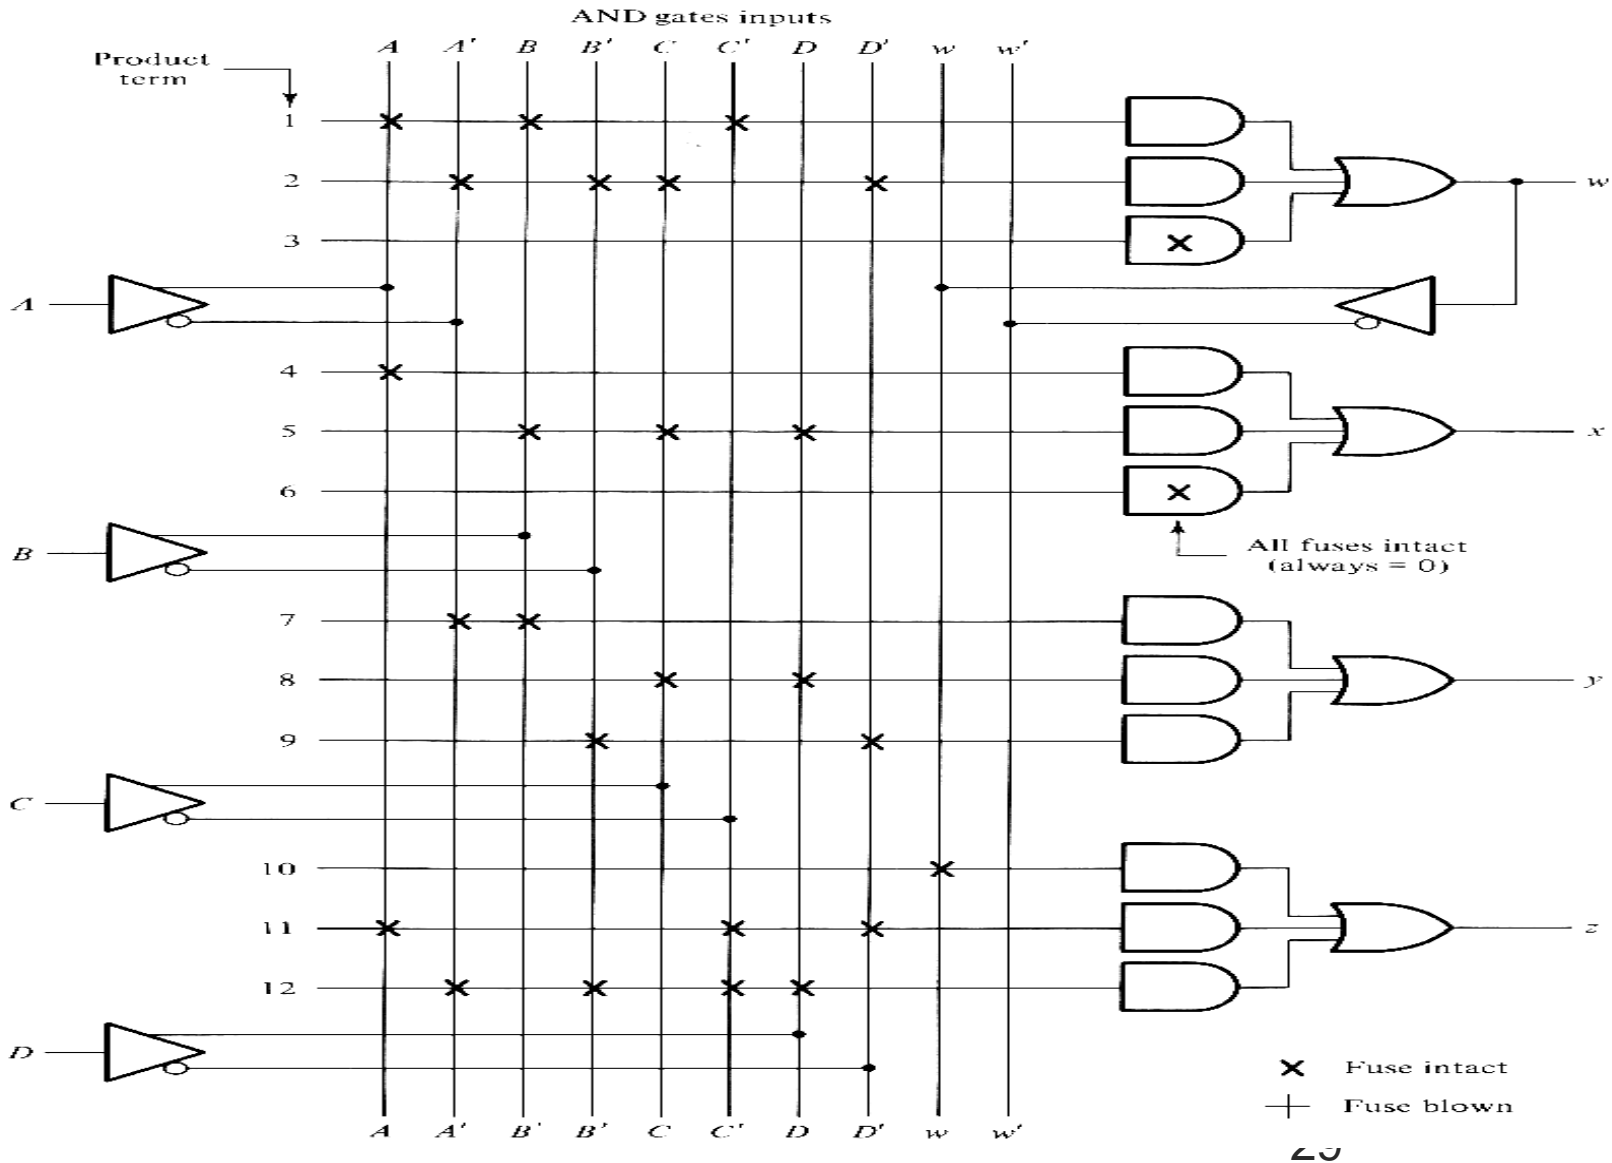 AND gates inputs
A A' B B' C C' D D' w w'
Product
term
1
2
w
3
A
4
5
x
6
All fuses intact
(always = 0)
B
7
8
y
9
C
10
11
z
12
D
Fuse intact
Fuse blown
A A' B' B' C C' D D' w w'